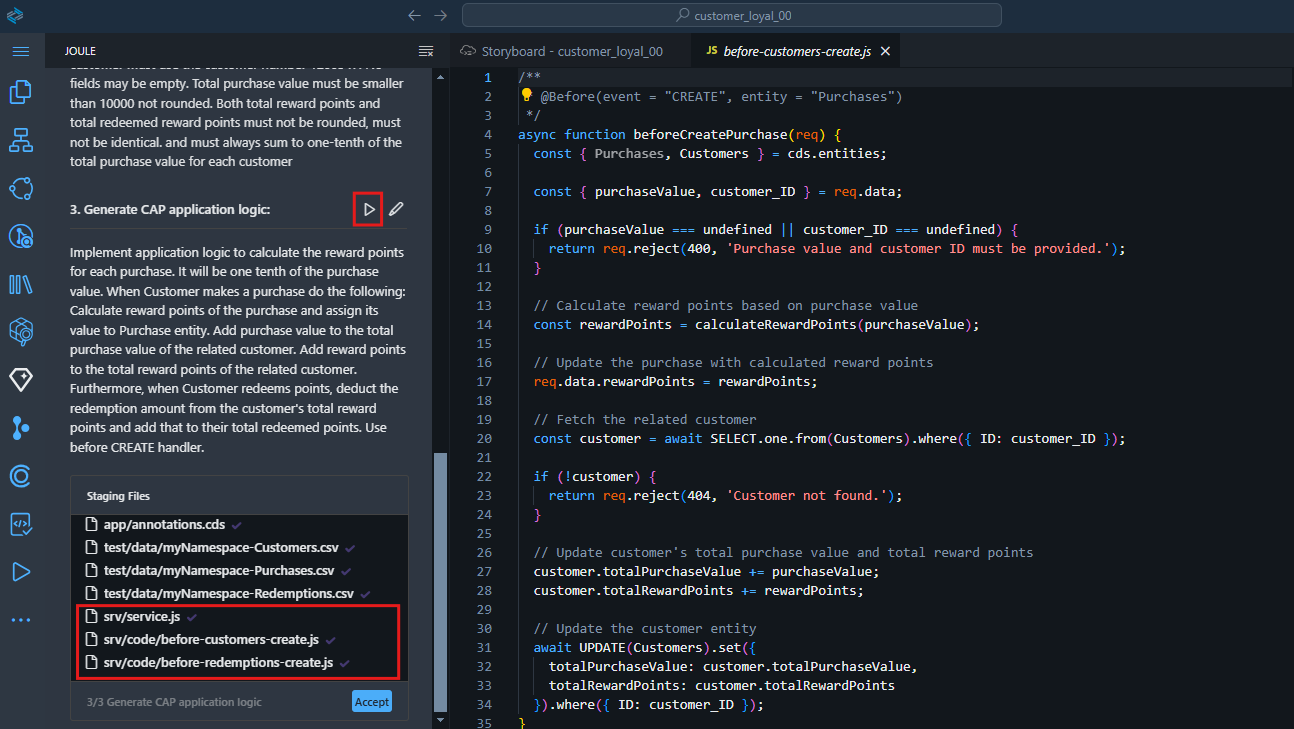 customer_loyal_00
JOULE
Storyboard - customer_loyal_00
JS before-customers-create.js
fields may be empty. Total purchase value must be smaller
than 10000 not rounded. Both total reward points and
total redeemed reward points must not be rounded, must
not be identical. and must always sum to one-tenth of the
total purchase value for each customer
3. Generate CAP application logic:
Implement application logic to calculate the reward points
for each purchase. It will be one tenth of the purchase
value. When Customer makes a purchase do the following:
Calculate reward points of the purchase and assign its
value to Purchase entity. Add purchase value to the total
purchase value of the related customer. Add reward points
to the total reward points of the related customer.
Furthermore, when Customer redeems points, deduct the
redemption amount from the customer's total reward
points and add that to their total redeemed points. Use
before CREATE handler.
Staging Files
app/annotations.cds
test/data/myNamespace-Customers.csv
test/data/myNamespace-Purchases.csv
test/data/myNamespace-Redemptions.csv
srv/service.js
srv/code/before-customers-create.js
srv/code/before-redemptions-create.js
3/3 Generate CAP application logic
Accept
1 /**
2 @Before(event = "CREATE", entity = "Purchases")
3 */
4 async function beforeCreatePurchase(req) {
5 const { Purchases, Customers } = cds.entities;
6
7 const { purchaseValue, customer_ID } = req.data;
8
9 if (purchaseValue === undefined || customer_ID === undefined) {
10 return req.reject(400, 'Purchase value and customer ID must be provided.');
11 }
12
13 // Calculate reward points based on purchase value
14 const rewardPoints = calculateRewardPoints(purchaseValue);
15
16 // Update the purchase with calculated reward points
17 req.data.rewardPoints = rewardPoints;
18
19 // Fetch the related customer
20 const customer = await SELECT.one.from(Customers).where({ ID: customer_ID });
21
22 if (!customer) {
23 return req.reject(404, 'Customer not found.');
24 }
25
26 // Update customer's total purchase value and total reward points
27 customer.totalPurchaseValue += purchaseValue;
28 customer.totalRewardPoints += rewardPoints;
29
30 // Update the customer entity
31 await UPDATE(Customers).set({
32 totalPurchaseValue: customer.totalPurchaseValue,
33 totalRewardPoints: customer.totalRewardPoints
34 }).where({ ID: customer_ID });
35 }